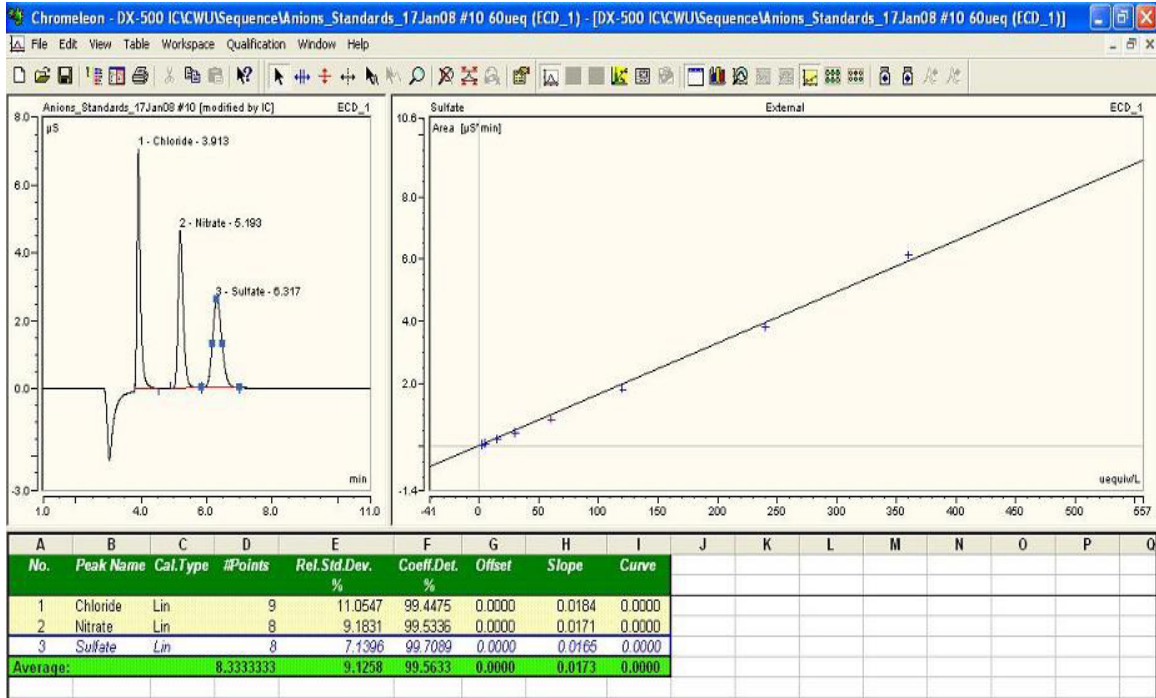 Chromeleon - DX-500 IC\CWU\Sequence\Anions_Standards_17Jan08 #10 60ueq (ECD_1) - [DX-500 IC\CWU\Sequence\Anions_Standards_17Jan08 #10 60ueq (ECD_1)]
File Edit View Table Workspace Qualification Window Help
Anions_Standards_17Jan08 #10 [modified by IC] ECD_1
8.0
µS
1 - Chloride - 3.913
6.0
2 - Nitrate - 5.193
4.0
3 - Sulfate - 6.317
2.0
0.0
min
-3.0
1.0 4.0 6.0 8.0 11.0
Sulfate External ECD_1
10.6
Area [µS*min]
8.0
6.0
4.0
2.0
uequiv/L
-1.4
-41 0 50 100 150 200 250 300 350 400 450 500 557
A B C D E F G H I J K L M N O P Q
No. Peak Name Cal.Type #Points Rel.Std.Dev. Coeff.Det. Offset Slope Curve
% %
1 Chloride Lin 9 11.0547 99.4475 0.0000 0.0184 0.0000
2 Nitrate Lin 8 9.1831 99.5336 0.0000 0.0171 0.0000
3 Sulfate Lin 8 7.1396 99.7089 0.0000 0.0165 0.0000
Average: 8.3333333 9.1258 99.5633 0.0000 0.0173 0.0000